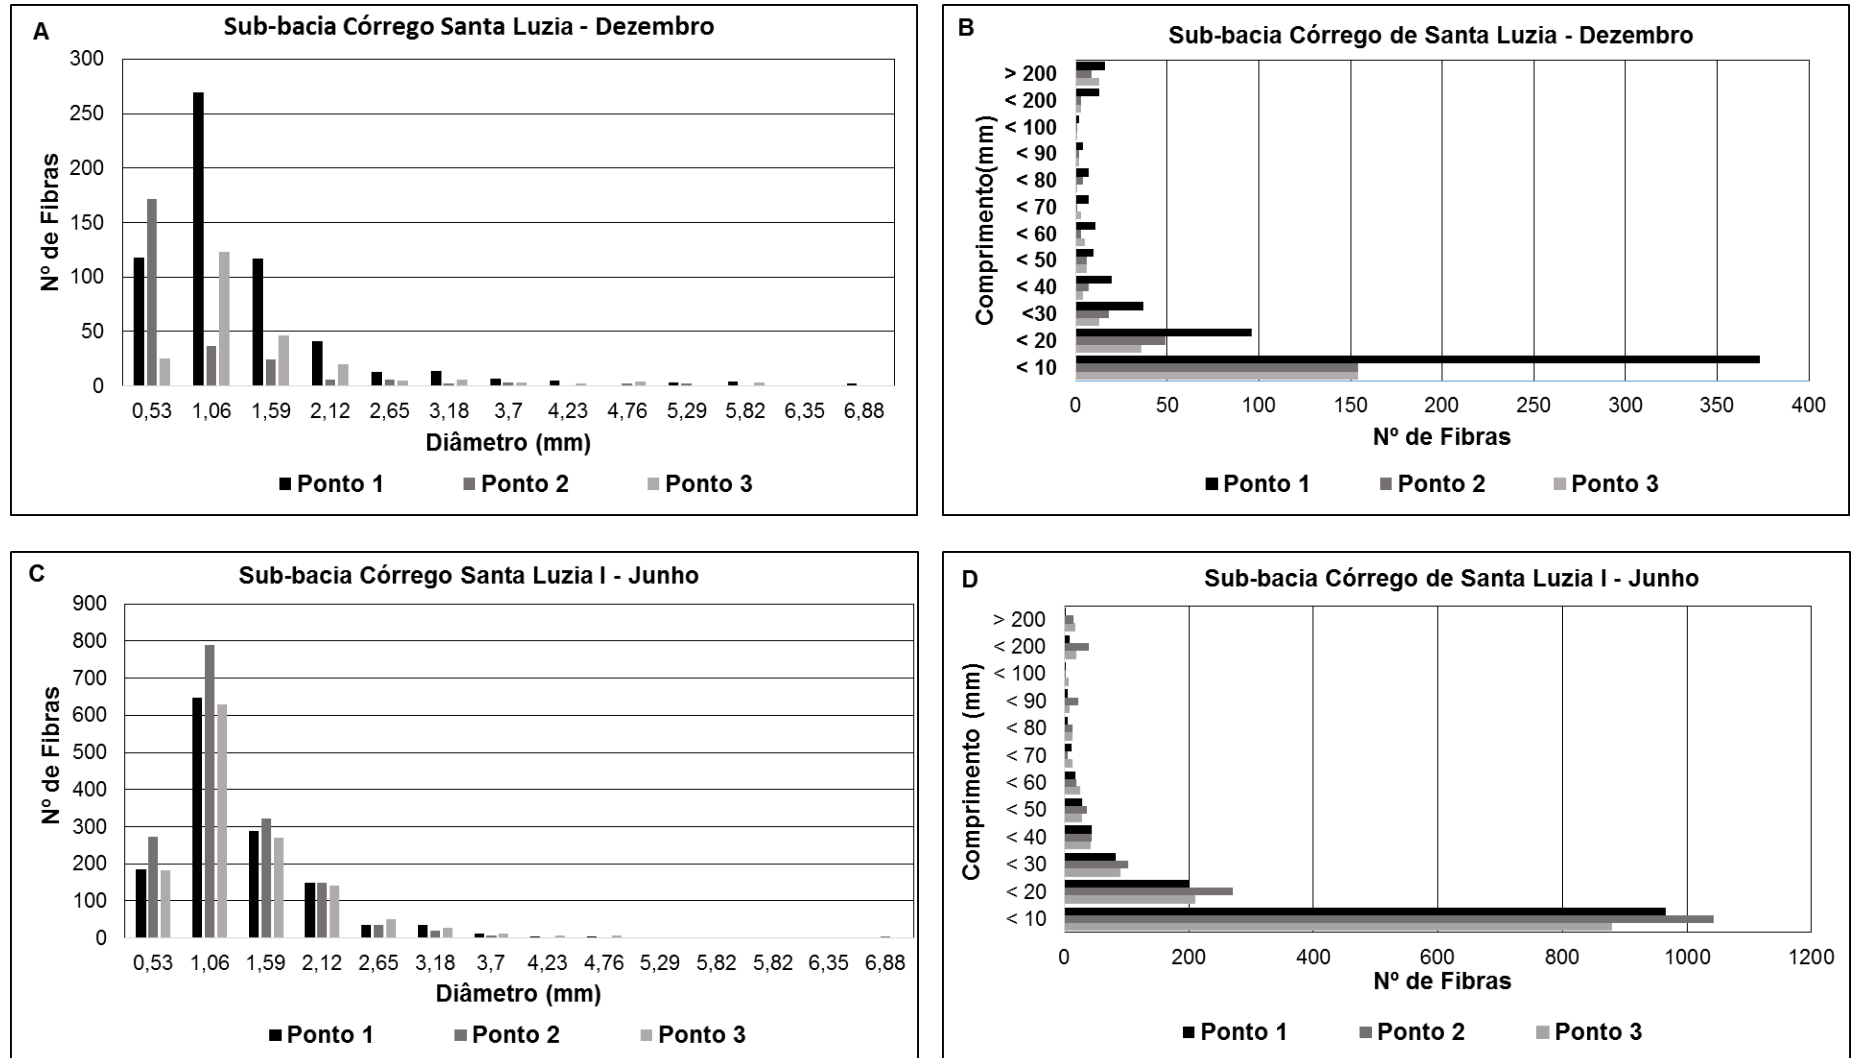 A
Sub-bacia Córrego Santa Luzia - Dezembro
300
250
200
150
100
50
0
Nº de Fibras
0,53 1,06 1,59 2,12 2,65 3,18 3,7 4,23 4,76 5,29 5,82 6,35 6,88
Diâmetro (mm)
Ponto 1 Ponto 2 Ponto 3
B
Sub-bacia Córrego de Santa Luzia - Dezembro
> 200
< 200
< 100
< 90
< 80
< 70
< 60
< 50
< 40
<30
< 20
< 10
Comprimento(mm)
0 50 100 150 200 250 300 350 400
Nº de Fibras
Ponto 1 Ponto 2 Ponto 3
C
Sub-bacia Córrego Santa Luzia I - Junho
900
800
700
600
500
400
300
200
100
0
Nº de Fibras
0,53 1,06 1,59 2,12 2,65 3,18 3,7 4,23 4,76 5,29 5,82 5,82 6,35 6,88
Diâmetro (mm)
Ponto 1 Ponto 2 Ponto 3
D
Sub-bacia Córrego de Santa Luzia I - Junho
> 200
< 200
< 100
< 90
< 80
< 70
< 60
< 50
< 40
< 30
< 20
< 10
Comprimento (mm)
0 200 400 600 800 1000 1200
Nº de Fibras
Ponto 1 Ponto 2 Ponto 3